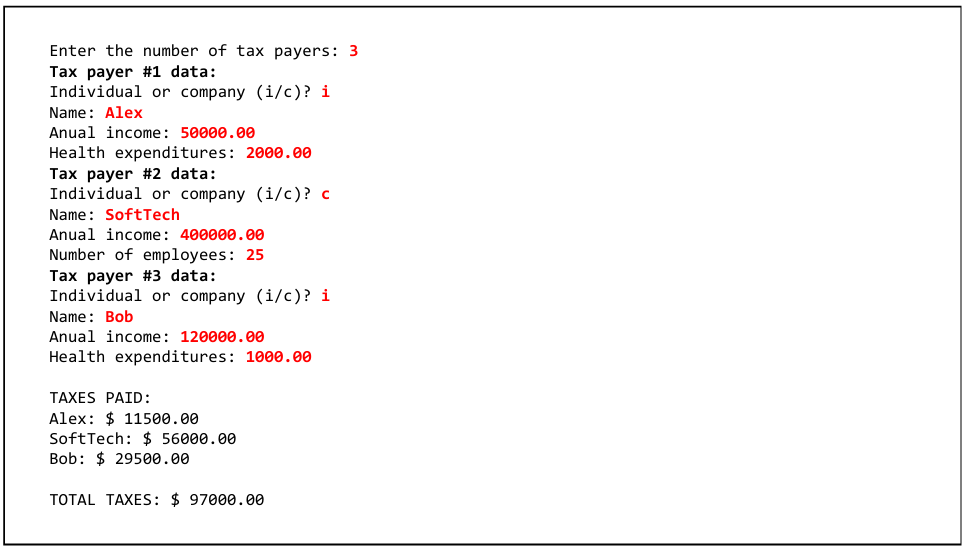 Enter the number of tax payers: 3
Tax payer #1 data:
Individual or company (i/c)? i
Name: Alex
Anual income: 50000.00
Health expenditures: 2000.00
Tax payer #2 data:
Individual or company (i/c)? c
Name: SoftTech
Anual income: 400000.00
Number of employees: 25
Tax payer #3 data:
Individual or company (i/c)? i
Name: Bob
Anual income: 120000.00
Health expenditures: 1000.00
TAXES PAID:
Alex: $ 11500.00
SoftTech: $ 56000.00
Bob: $ 29500.00
TOTAL TAXES: $ 97000.00